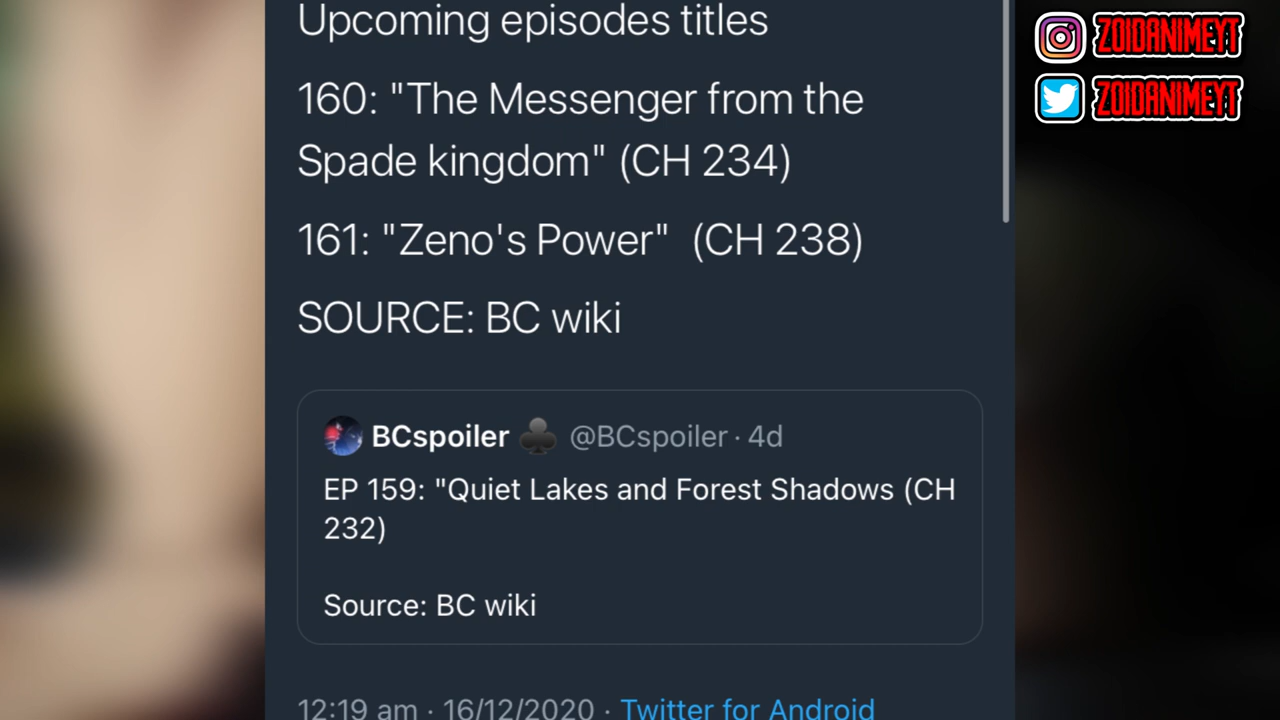 Upcoming episodes titles
ZOIDANIMEYT
160: "The Messenger from the
ZOIDANIMEYT
Spade kingdom" (CH 234)
161: "Zeno's Power" (CH 238)
SOURCE: BC wiki
BCspoiler ♣️ @BCspoiler · 4d
EP 159: "Quiet Lakes and Forest Shadows (CH
232)
Source: BC wiki
12:19 am · 16/12/2020 · Twitter for Android